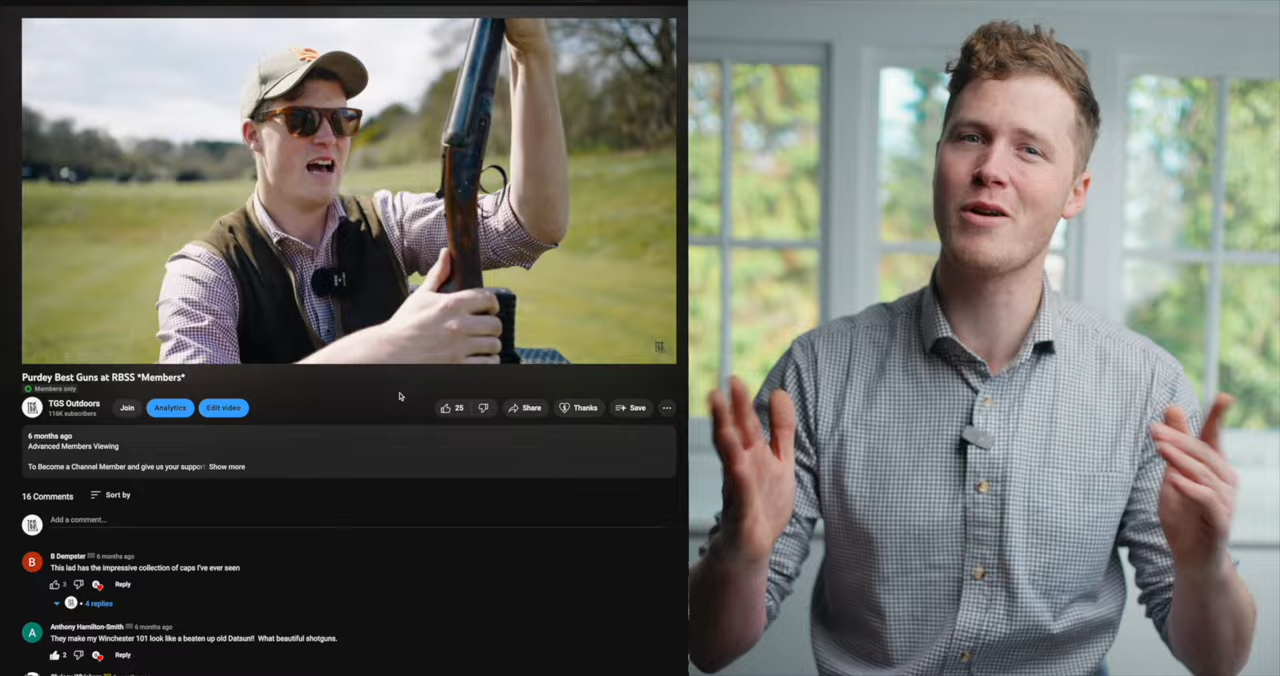 Purdey Best Guns at RBSS *Members*
Members only
TGS Outdoors
116K subscribers
Join
Analytics
Edit video
25
Share
Thanks
Save
6 months ago
Advanced Members Viewing
To Become a Channel Member and give us your support
Show more
16 Comments
Sort by
Add a comment...
B
B Dempster
6 months ago
This lad has the impressive collection of caps I've ever seen
3
Reply
4 replies
A
Anthony Hamilton-Smith
6 months ago
They make my Winchester 101 look like a beaten up old Datsun!! What beautiful shotguns.
2
Reply